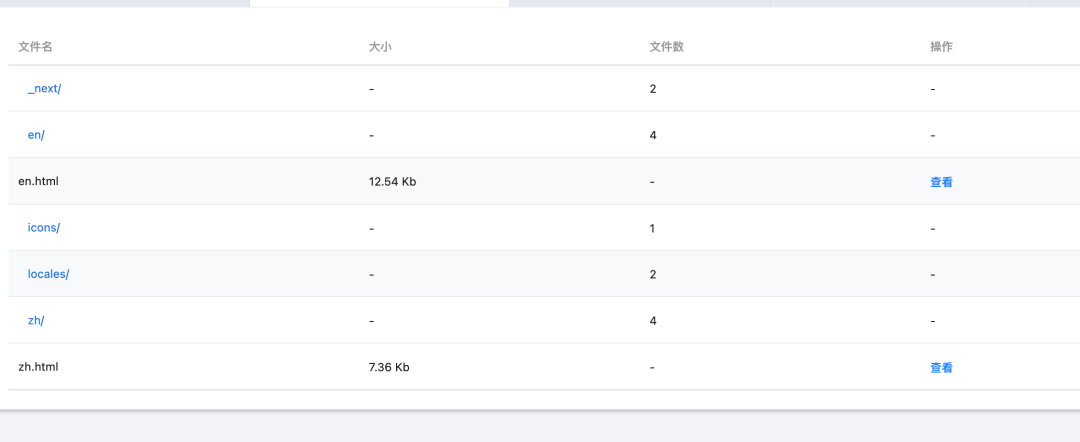 文件名 大小 文件数 操作
_next/ - 2 -
en/ - 4 -
en.html 12.54 Kb - 查看
icons/ - 1 -
locales/ - 2 -
zh/ - 4 -
zh.html 7.36 Kb - 查看